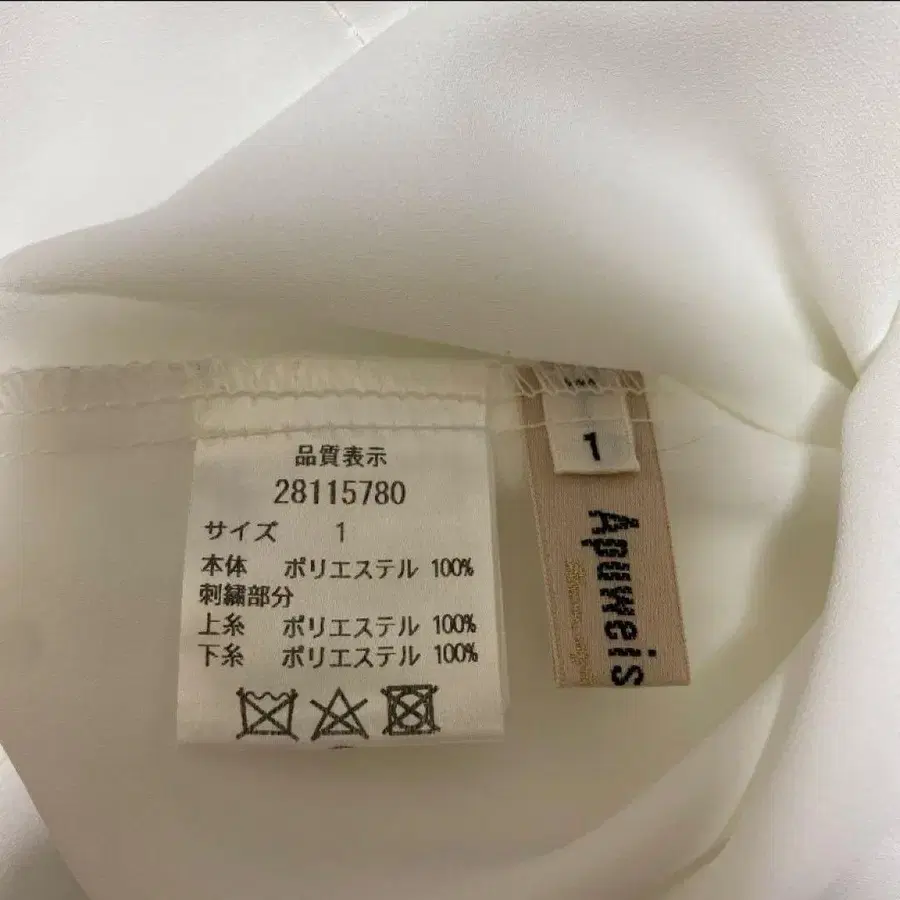 品質表示
28115780
サイズ 1
本体 ポリエステル 100%
刺繍部分
上糸 ポリエステル 100%
下糸 ポリエステル 100%
1
Apuweis